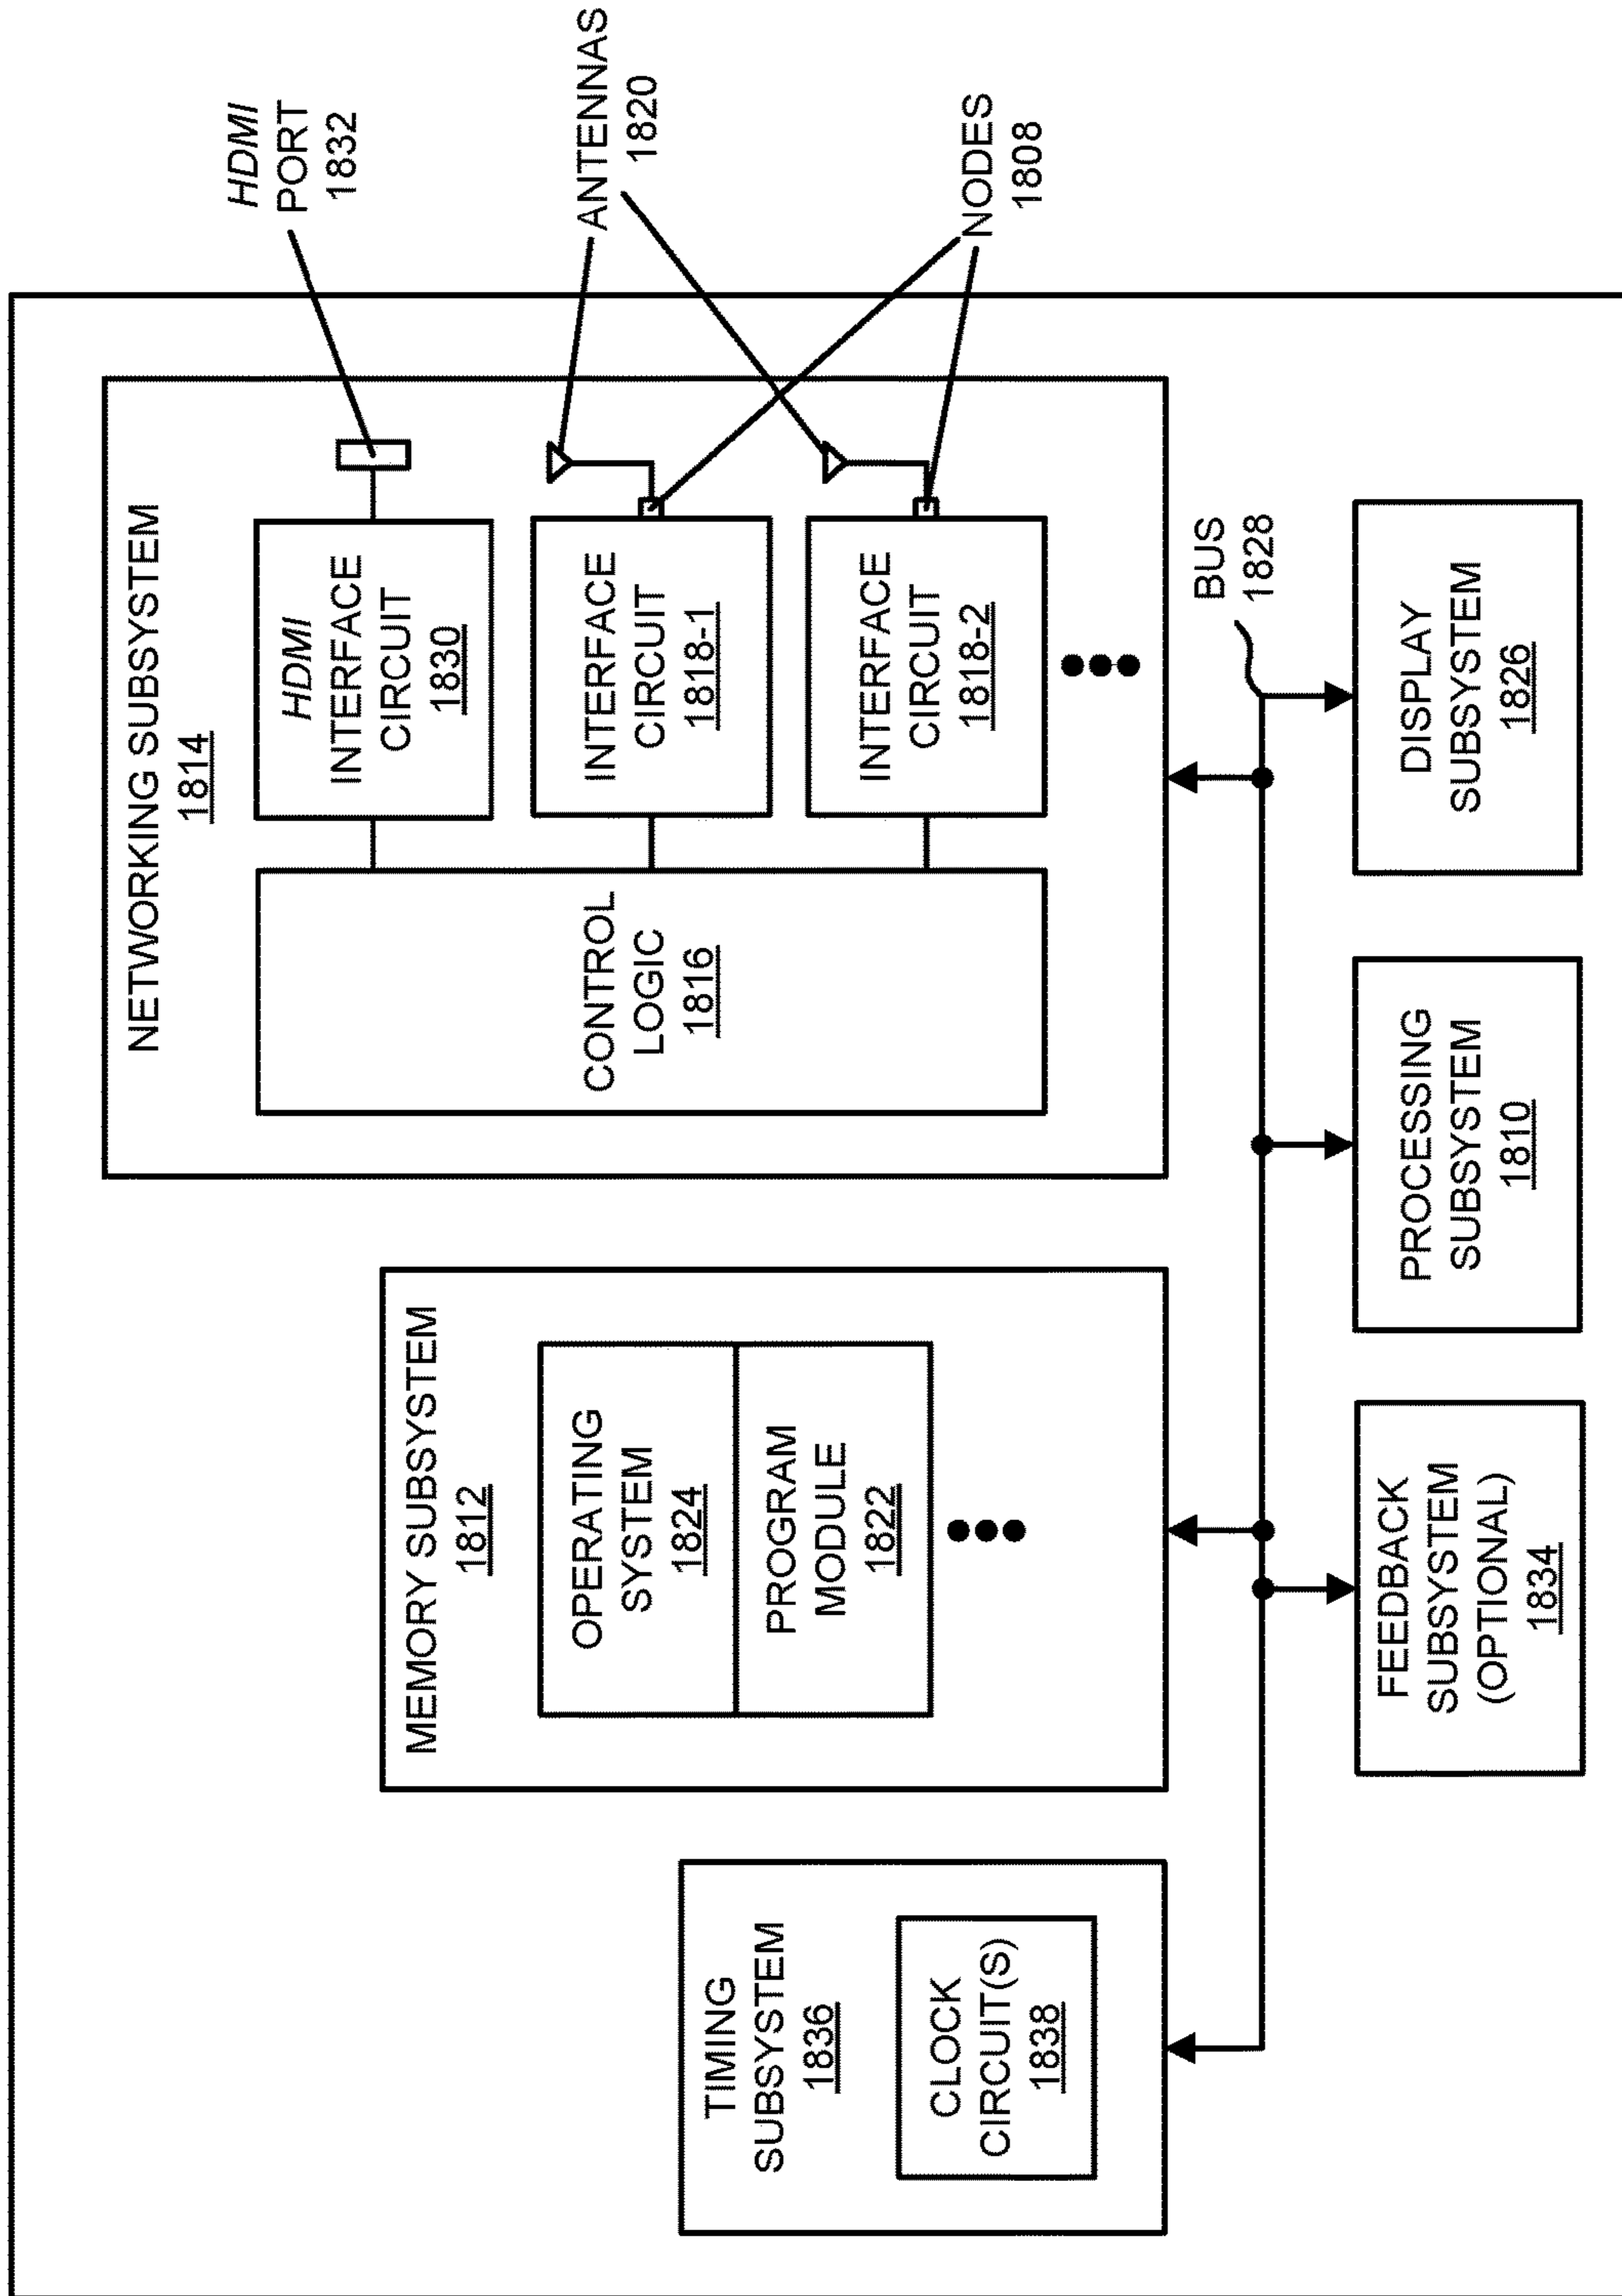 NETWORKING SUBSYSTEM
1814
HDMI
INTERFACE
CIRCUIT
1830
HDMI
PORT
1832
CONTROL
LOGIC
1816
INTERFACE
CIRCUIT
1818-1
ANTENNAS
1820
INTERFACE
CIRCUIT
1818-2
NODES
1808
MEMORY SUBSYSTEM
1812
OPERATING
SYSTEM
1824
PROGRAM
MODULE
1822
TIMING
SUBSYSTEM
1836
CLOCK
CIRCUIT(S)
1838
BUS
1828
FEEDBACK
SUBSYSTEM
(OPTIONAL)
1834
PROCESSING
SUBSYSTEM
1810
DISPLAY
SUBSYSTEM
1826